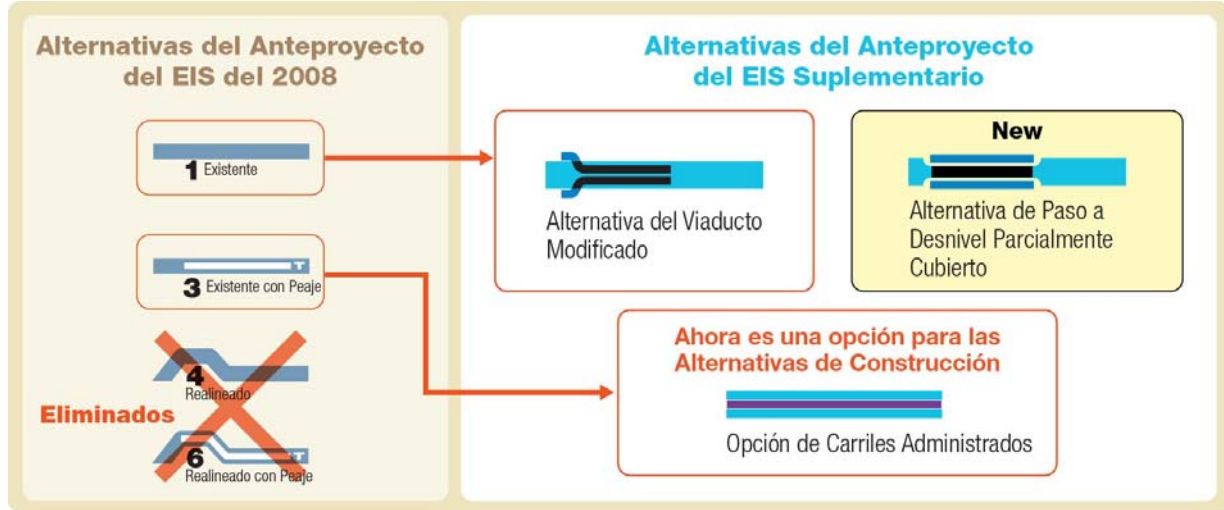 Alternativas del Anteproyecto
del EIS del 2008
1 Existente
3 Existente con Peaje
T
4
Realineado
Eliminados
6
T
Realineado con Peaje
Alternativas del Anteproyecto
del EIS Suplementario
Alternativa del Viaducto
Modificado
New
Alternativa de Paso a
Desnivel Parcialmente
Cubierto
Ahora es una opción para las
Alternativas de Construcción
Opción de Carriles Administrados